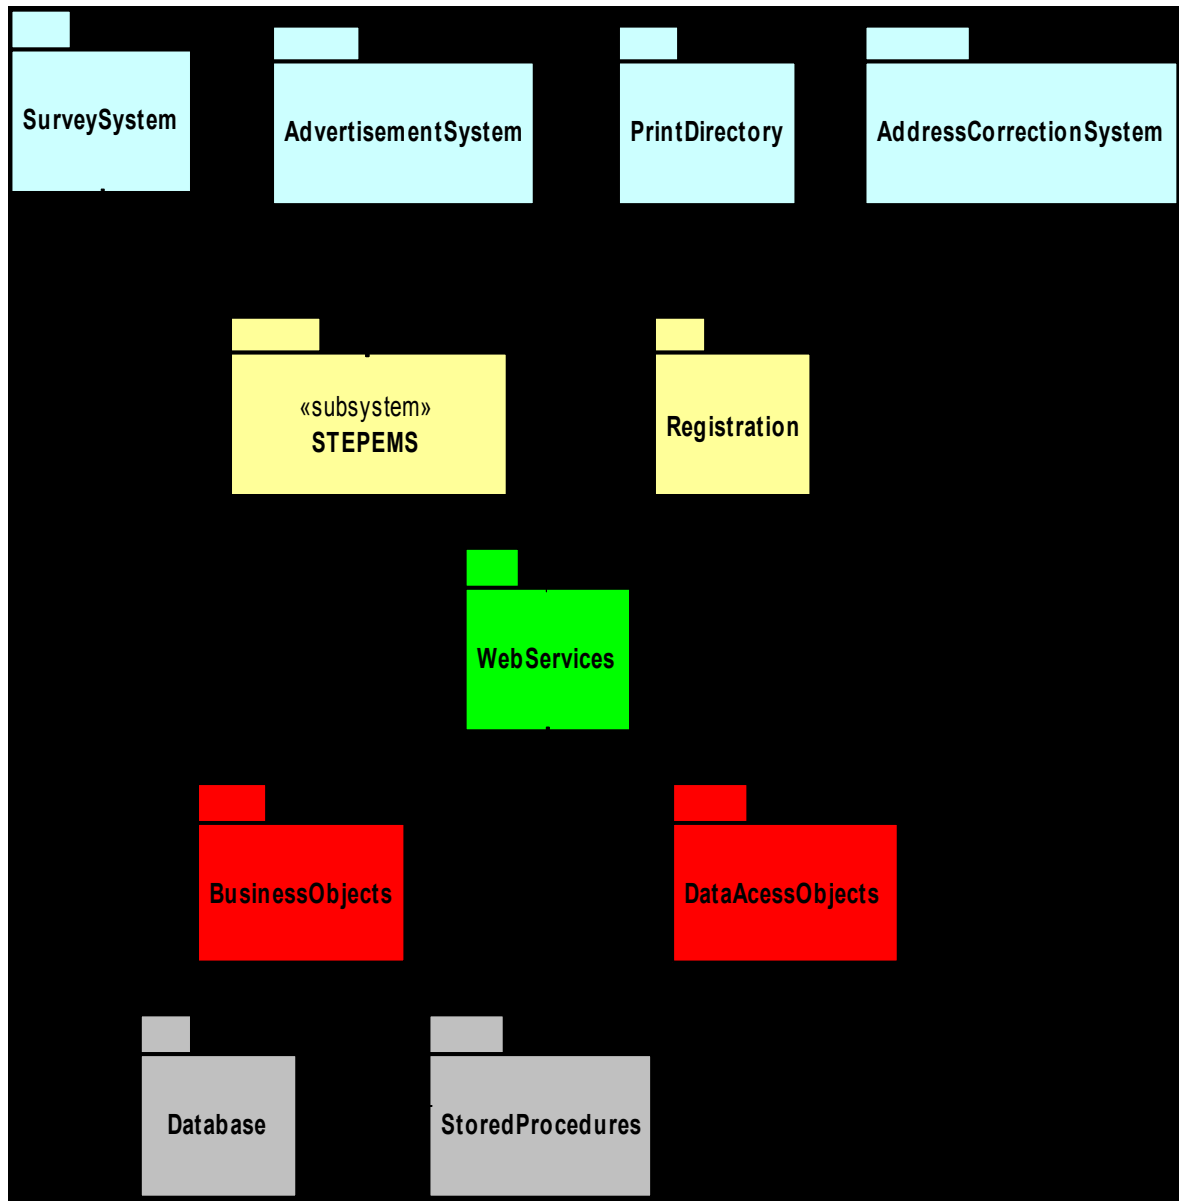 SurveySystem
AdvertisementSystem
PrintDirectory
AddressCorrectionSystem
«subsystem»
STEPEMS
Registration
WebServices
BusinessObjects
DataAcessObjects
Database
StoredProcedures